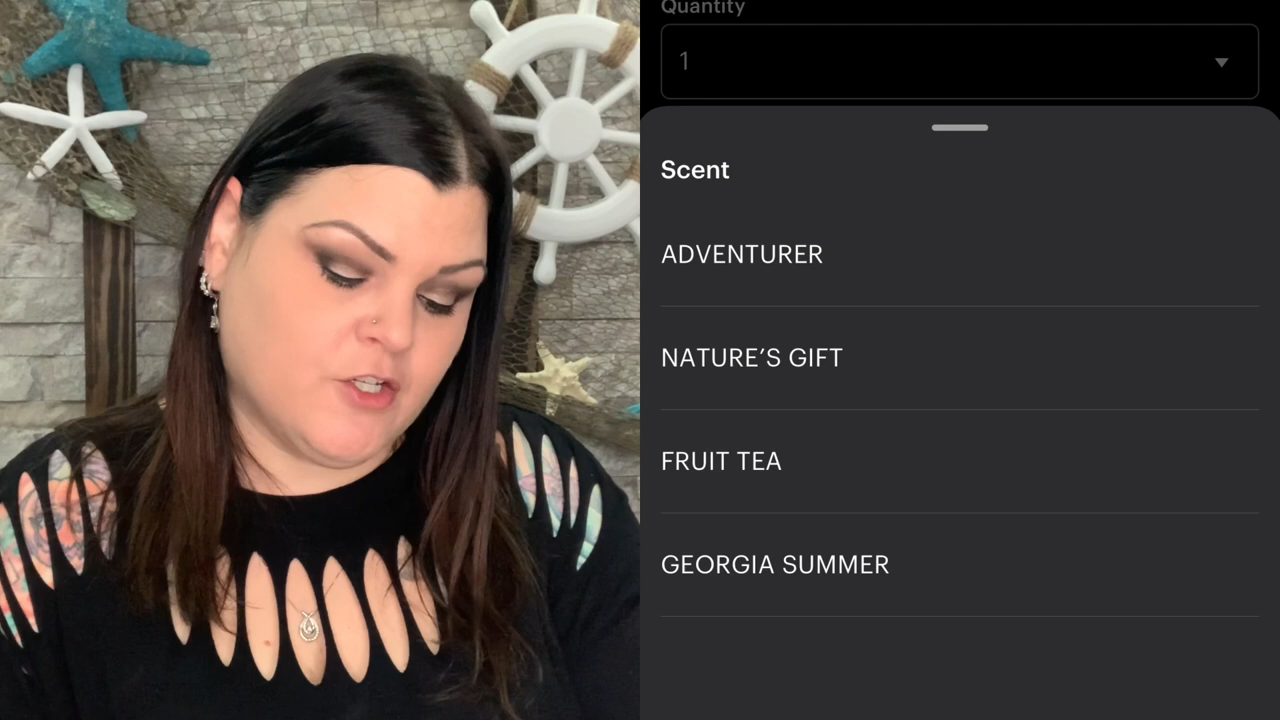 Quantity
1
Scent
ADVENTURER
NATURE’S GIFT
FRUIT TEA
GEORGIA SUMMER